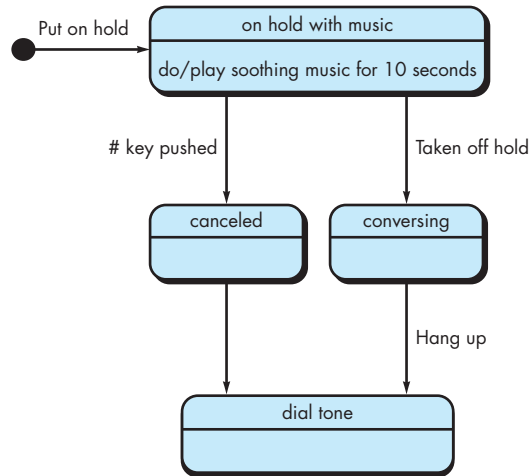 Put on hold
on hold with music
do/play soothing music for 10 seconds
# key pushed
Taken off hold
canceled
conversing
Hang up
dial tone